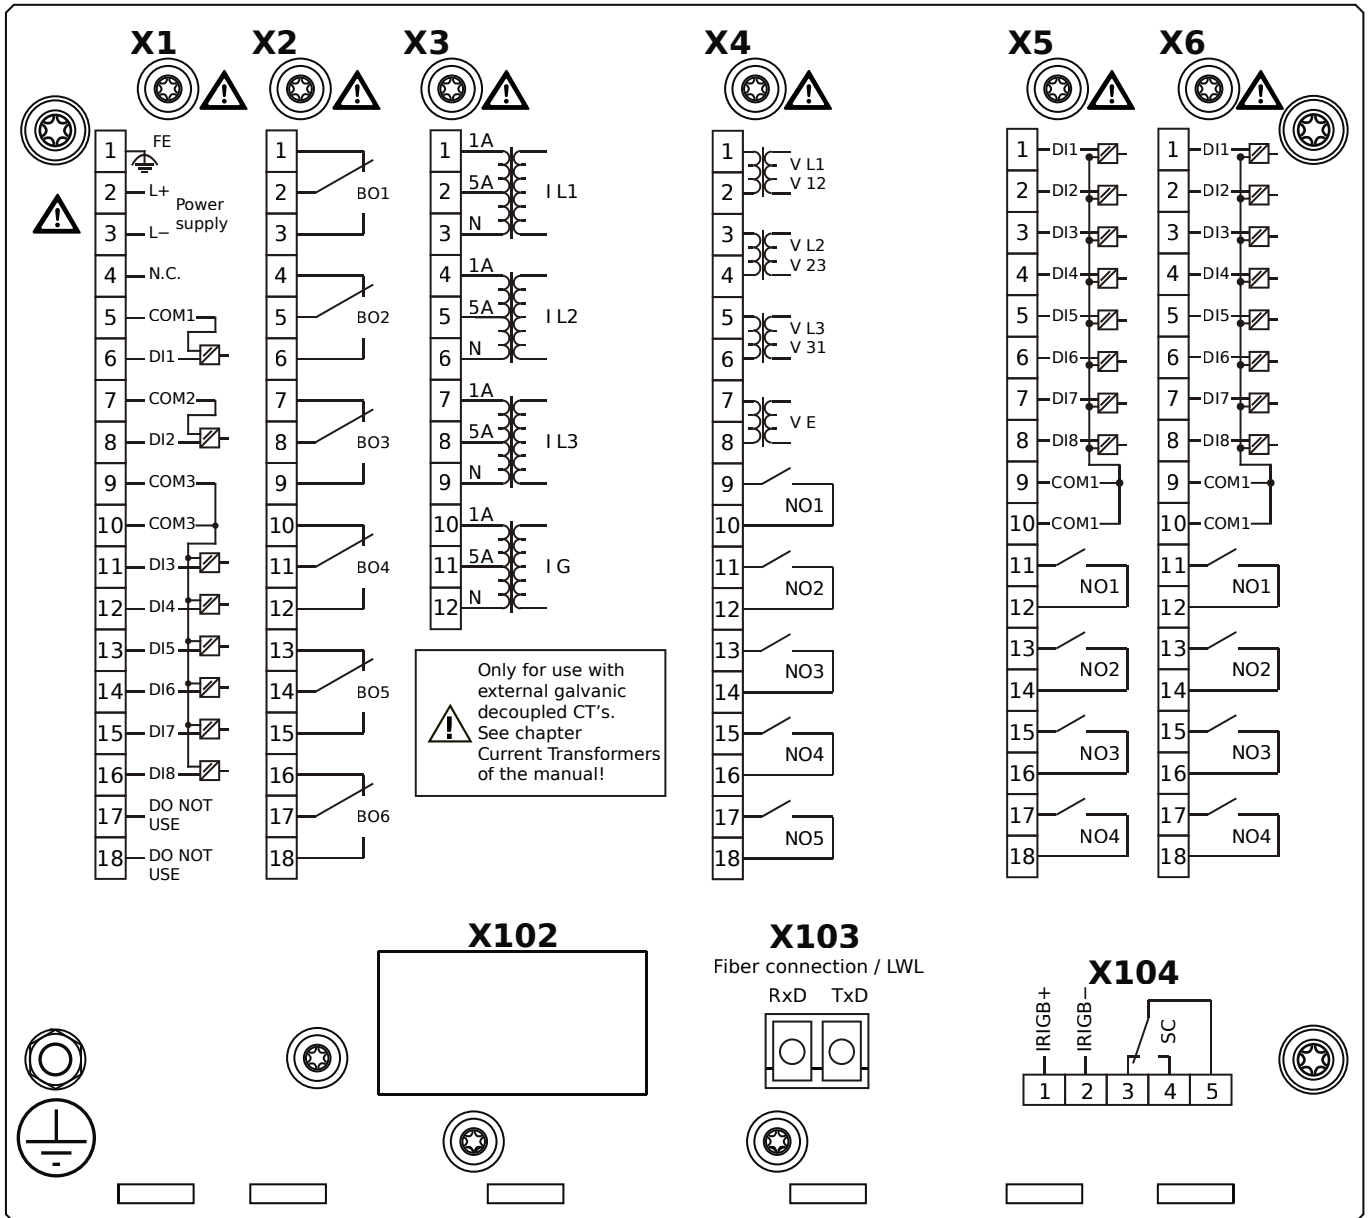 X1
1 FE
2 L+
Power
supply
3 L−
4 N.C.
5 COM1
6 DI1
7 COM2
8 DI2
9 COM3
10 COM3
11 DI3
12 DI4
13 DI5
14 DI6
15 DI7
16 DI8
17 DO NOT
USE
18 DO NOT
USE
X2
1
2 BO1
3
4
5 BO2
6
7
8 BO3
9
10
11 BO4
12
13
14 BO5
15
16
17 BO6
18
X3
1 1A
2 5A I L1
3 N
4 1A
5 5A I L2
6 N
7 1A
8 5A I L3
9 N
10 1A
11 5A I G
12 N
Only for use with
external galvanic
decoupled CT's.
See chapter
Current Transformers
of the manual!
X4
1 V L1
2 V 12
3 V L2
4 V 23
5 V L3
6 V 31
7
V E
8
9
NO1
10
11
NO2
12
13
NO3
14
15
NO4
16
17
NO5
18
X5
1 DI1
2 DI2
3 DI3
4 DI4
5 DI5
6 DI6
7 DI7
8 DI8
9 COM1
10 COM1
11
NO1
12
13
NO2
14
15
NO3
16
17
NO4
18
X6
1 DI1
2 DI2
3 DI3
4 DI4
5 DI5
6 DI6
7 DI7
8 DI8
9 COM1
10 COM1
11
NO1
12
13
NO2
14
15
NO3
16
17
NO4
18
X102
X103
Fiber connection / LWL
RxD TxD
X104
IRIGB+
IRIGB−
SC
1 2 3 4 5